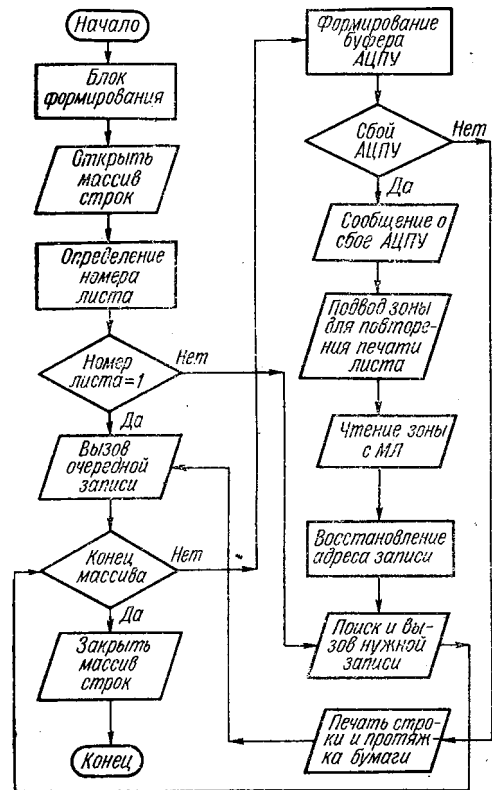 Начало
Блок
формирования
Открыть
массив
строк
Определение
номера
листа
Номер
листа=1
Нет
Да
Вызов
очередной
записи
Конец
массива
Нет
Да
Закрыть
массив
строк
Конец
Формирование
буфера
АЦПУ
Сбой
АЦПУ
Нет
Да
Сообщение о
сбое АЦПУ
Подвод зоны
для повторе-
ния печати
листа
Чтение зоны
с МЛ
Восстановление
адреса записи
Поиск и вы-
зов нужной
записи
Печать стро-
ки и протяж-
ка бумаги